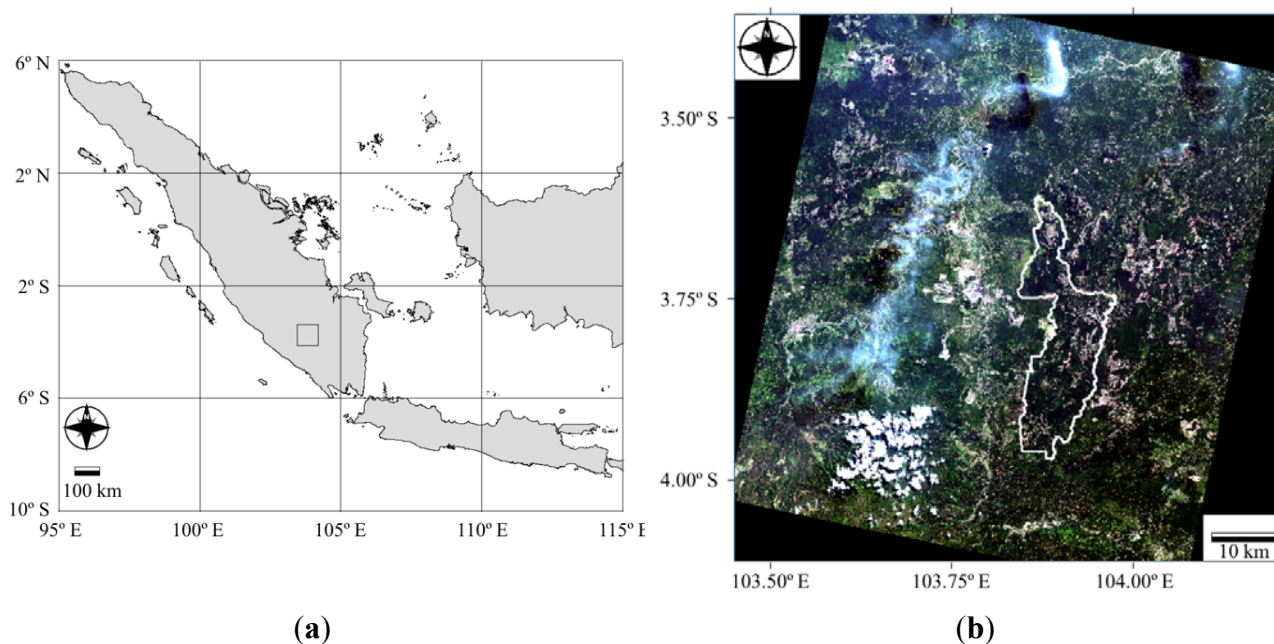 6º N
2º N
2º S
6º S
10º S
95º E
100º E
105º E
110º E
115º E
N
100 km
(a)
N
3.50º S
3.75º S
4.00º S
103.50º E
103.75º E
104.00º E
10 km
(b)